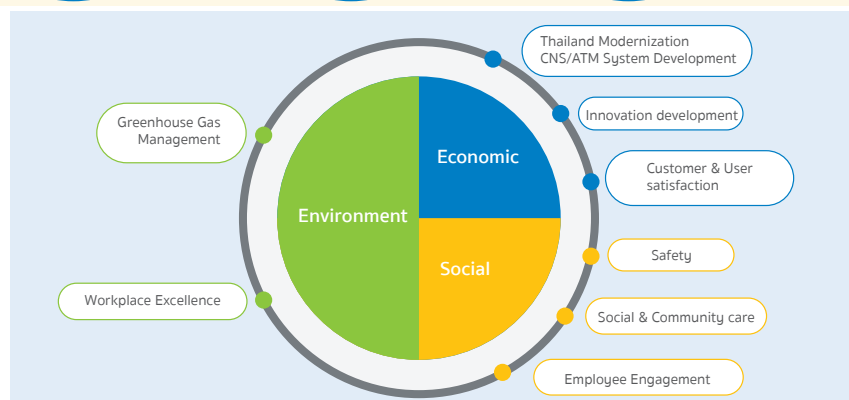 Thailand Modernization
CNS/ATM System Development
Greenhouse Gas
Management
Innovation development
Economic
Customer & User
satisfaction
Environment
Safety
Social
Workplace Excellence
Social & Community care
Employee Engagement